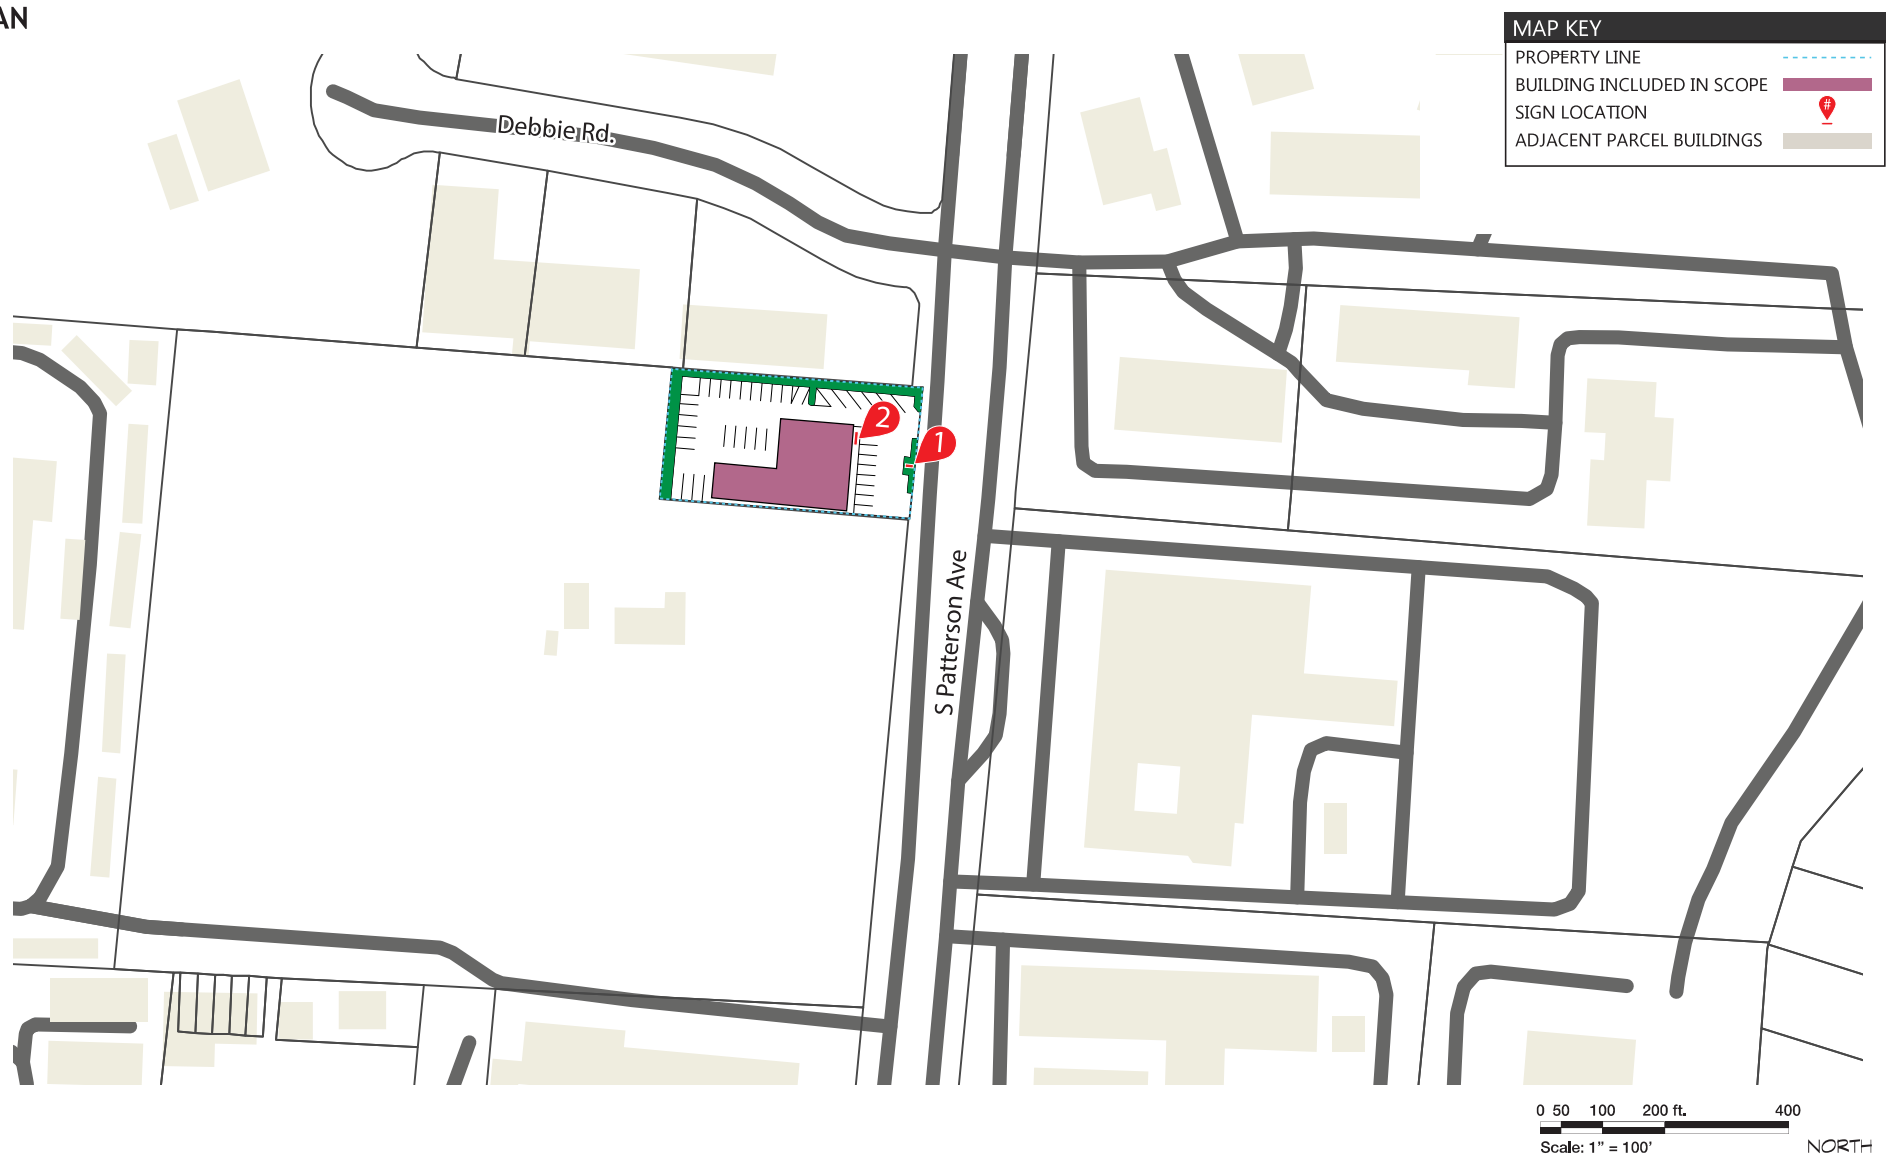 AN
MAP KEY
PROPERTY LINE
BUILDING INCLUDED IN SCOPE
SIGN LOCATION
#
ADJACENT PARCEL BUILDINGS
Debbie Rd.
2
1
S Patterson Ave
0 50 100 200 ft. 400
Scale: 1" = 100'
NORTH